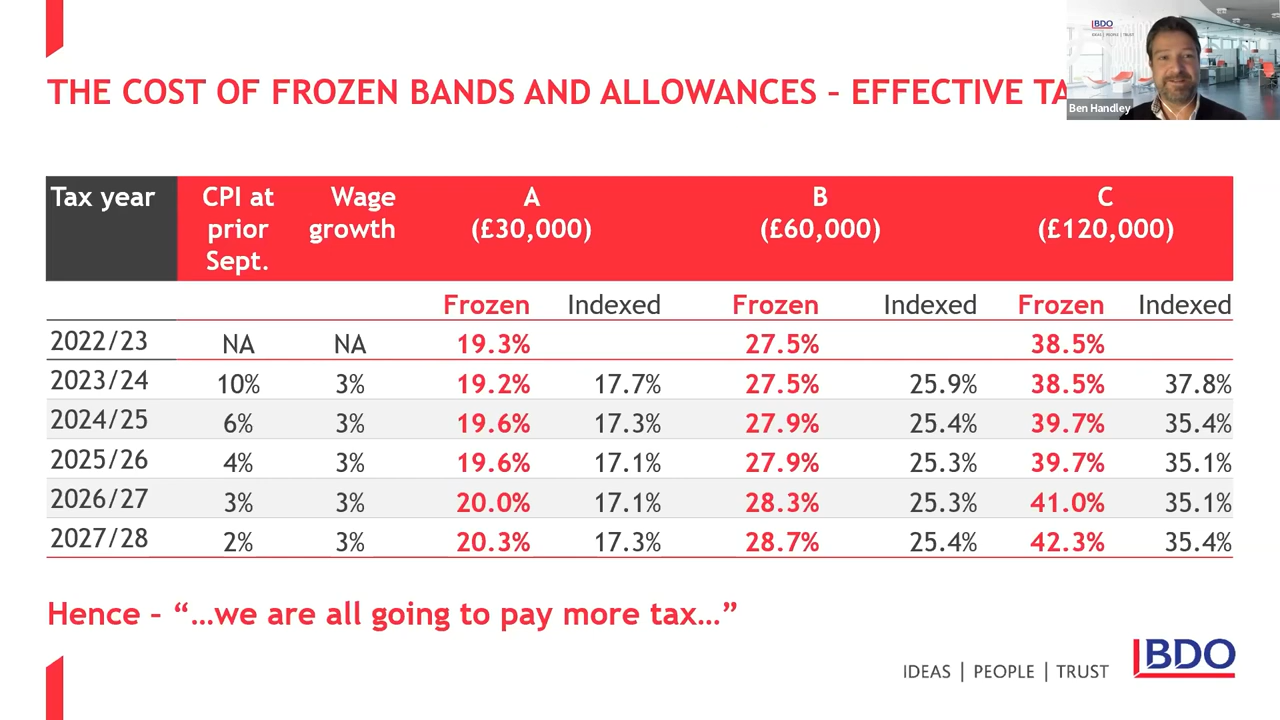 BDO
IDEAS | PEOPLE | TRUST
Ben Handley
THE COST OF FROZEN BANDS AND ALLOWANCES – EFFECTIVE
Tax year CPI at prior Sept. Wage growth A (£30,000) B (£60,000) C (£120,000)
Frozen Indexed Frozen Indexed Frozen Indexed
2022/23 NA NA 19.3% 27.5% 38.5%
2023/24 10% 3% 19.2% 17.7% 27.5% 25.9% 38.5% 37.8%
2024/25 6% 3% 19.6% 17.3% 27.9% 25.4% 39.7% 35.4%
2025/26 4% 3% 19.6% 17.1% 27.9% 25.3% 39.7% 35.1%
2026/27 3% 3% 20.0% 17.1% 28.3% 25.3% 41.0% 35.1%
2027/28 2% 3% 20.3% 17.3% 28.7% 25.4% 42.3% 35.4%
Hence – “…we are all going to pay more tax…”
IDEAS | PEOPLE | TRUST
BDO